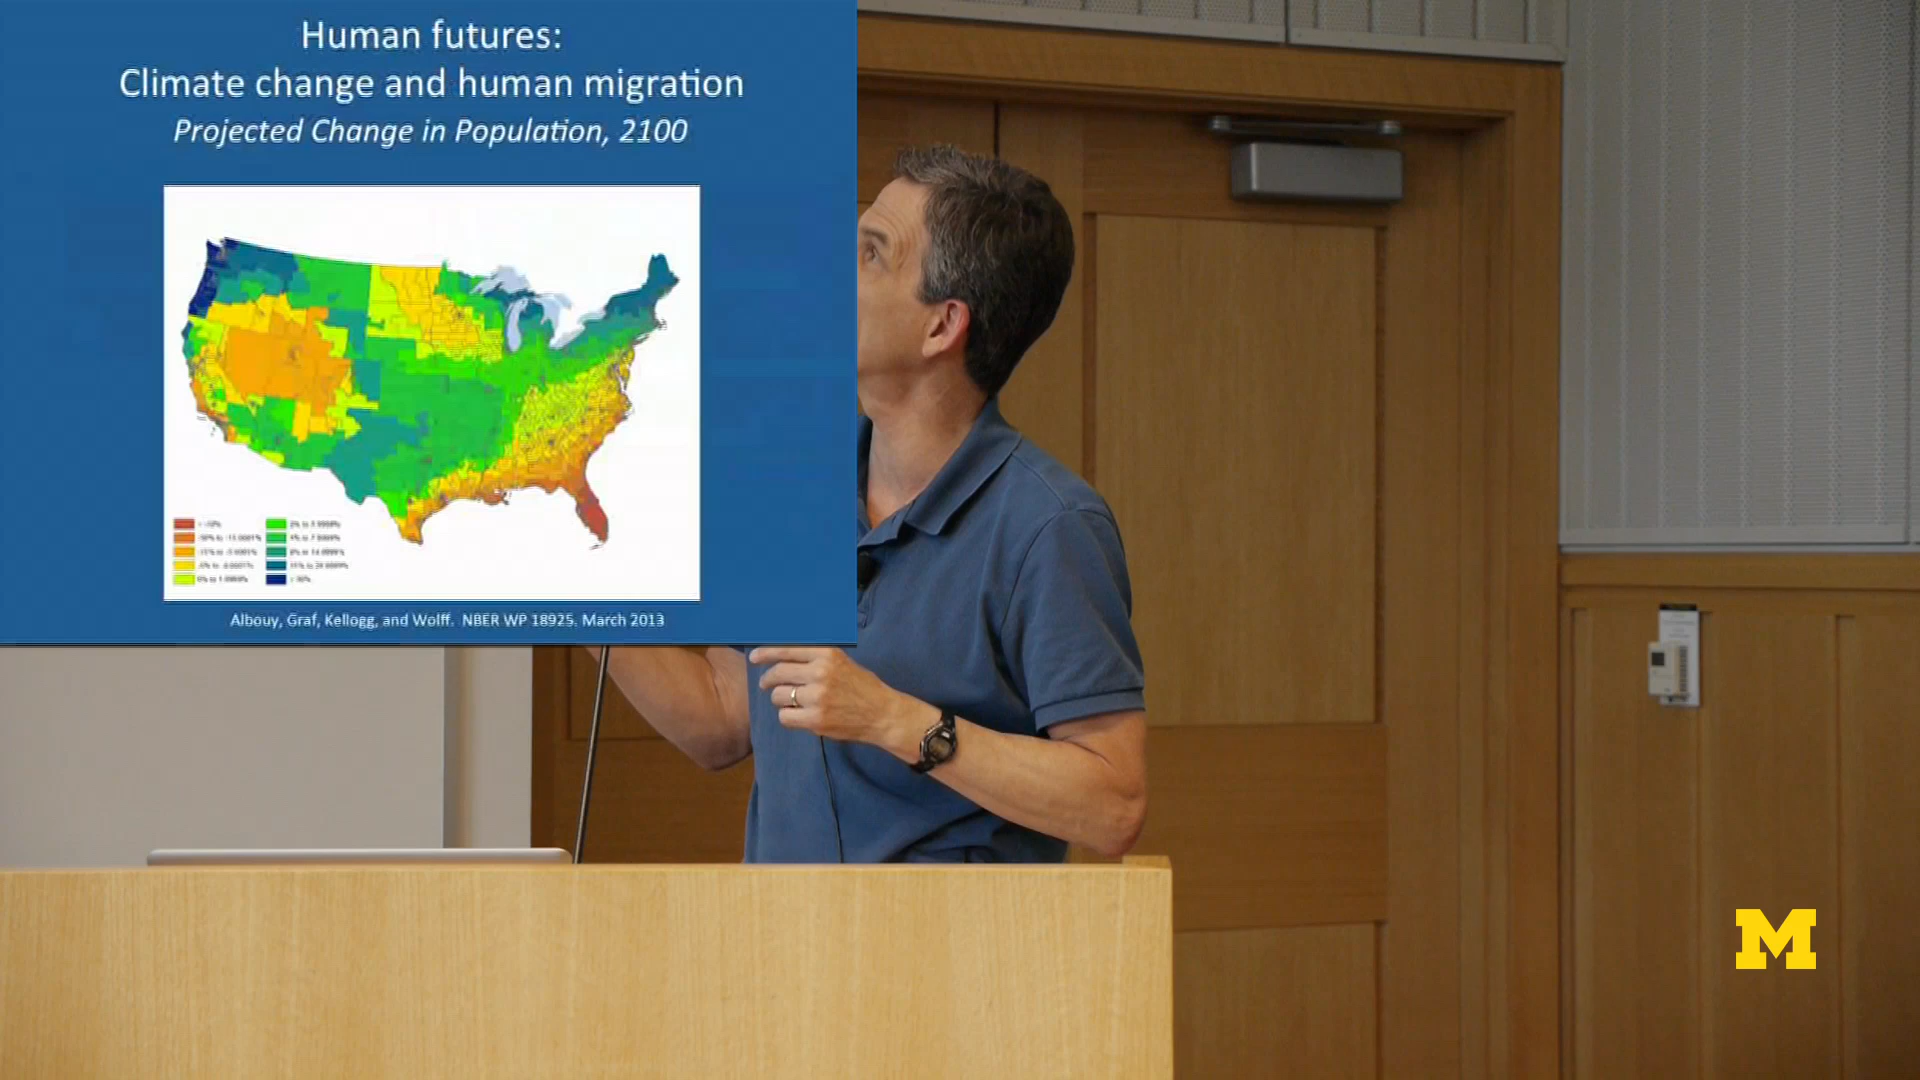 Human futures:
Climate change and human migration
Projected Change in Population, 2100
Albouy, Graf, Kellogg, and Wolff. NBER WP 18925. March 2013
M